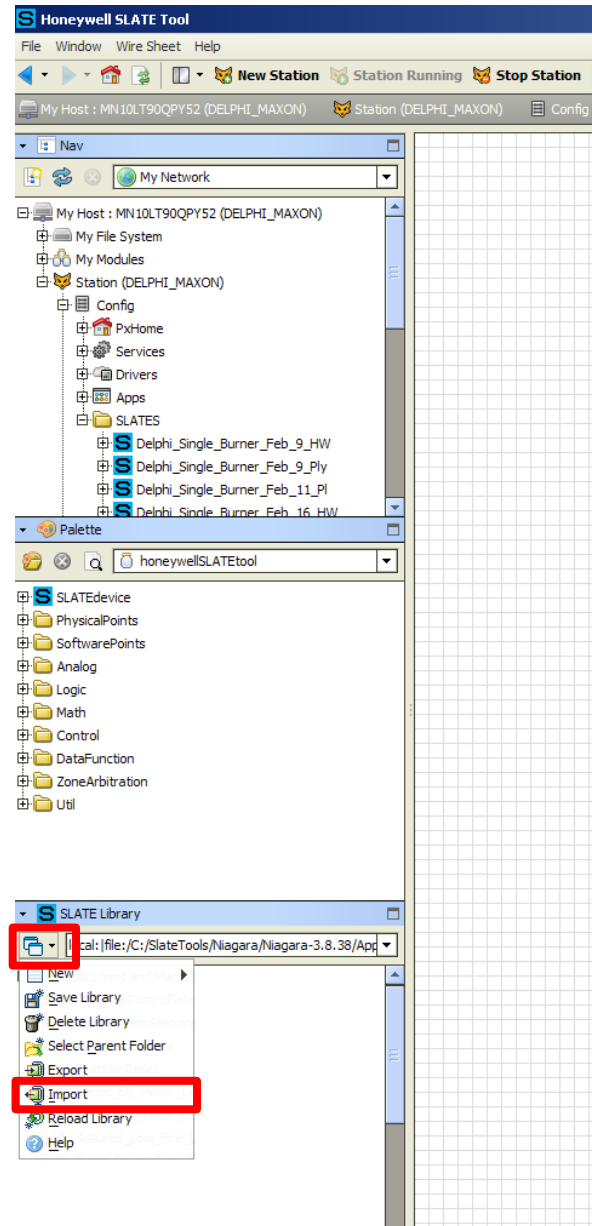 Honeywell SLATE Tool
File Window Wire Sheet Help
New Station Station Running Stop Station
My Host : MN10LT90QPY52 (DELPHI_MAXON) Station (DELPHI_MAXON) Config
Nav
My Network
My Host : MN10LT90QPY52 (DELPHI_MAXON)
My File System
My Modules
Station (DELPHI_MAXON)
Config
PxHome
Services
Drivers
Apps
SLATES
Delphi_Single_Burner_Feb_9_HW
Delphi_Single_Burner_Feb_9_Ply
Delphi_Single_Burner_Feb_11_Pl
Delphi_Single_Burner_Feb_16_HW
Palette
honeywellSLATEtool
SLATEdevice
PhysicalPoints
SoftwarePoints
Analog
Logic
Math
Control
DataFunction
ZoneArbitration
Util
SLATE Library
cal:|file:/C:/SlateTools/Niagara/Niagara-3.8.38/App
New
Save Library
Delete Library
Select Parent Folder
Export
Import
Reload Library
Help